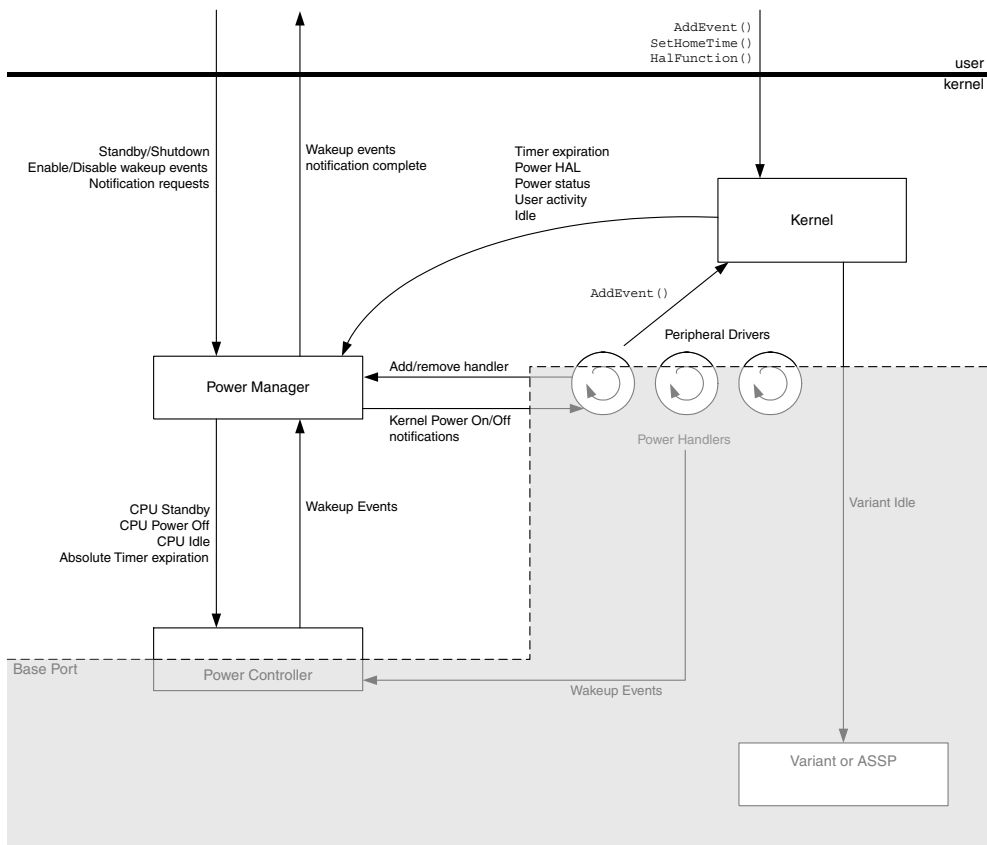 AddEvent()
SetHomeTime()
HalFunction()
user
kernel
Standby/Shutdown
Enable/Disable wakeup events
Notification requests
Wakeup events
notification complete
Timer expiration
Power HAL
Power status
User activity
Idle
Kernel
AddEvent()
Peripheral Drivers
Power Manager
Add/remove handler
Kernel Power On/Off
notifications
Power Handlers
CPU Standby
CPU Power Off
CPU Idle
Absolute Timer expiration
Wakeup Events
Variant Idle
Base Port
Power Controller
Wakeup Events
Variant or ASSP